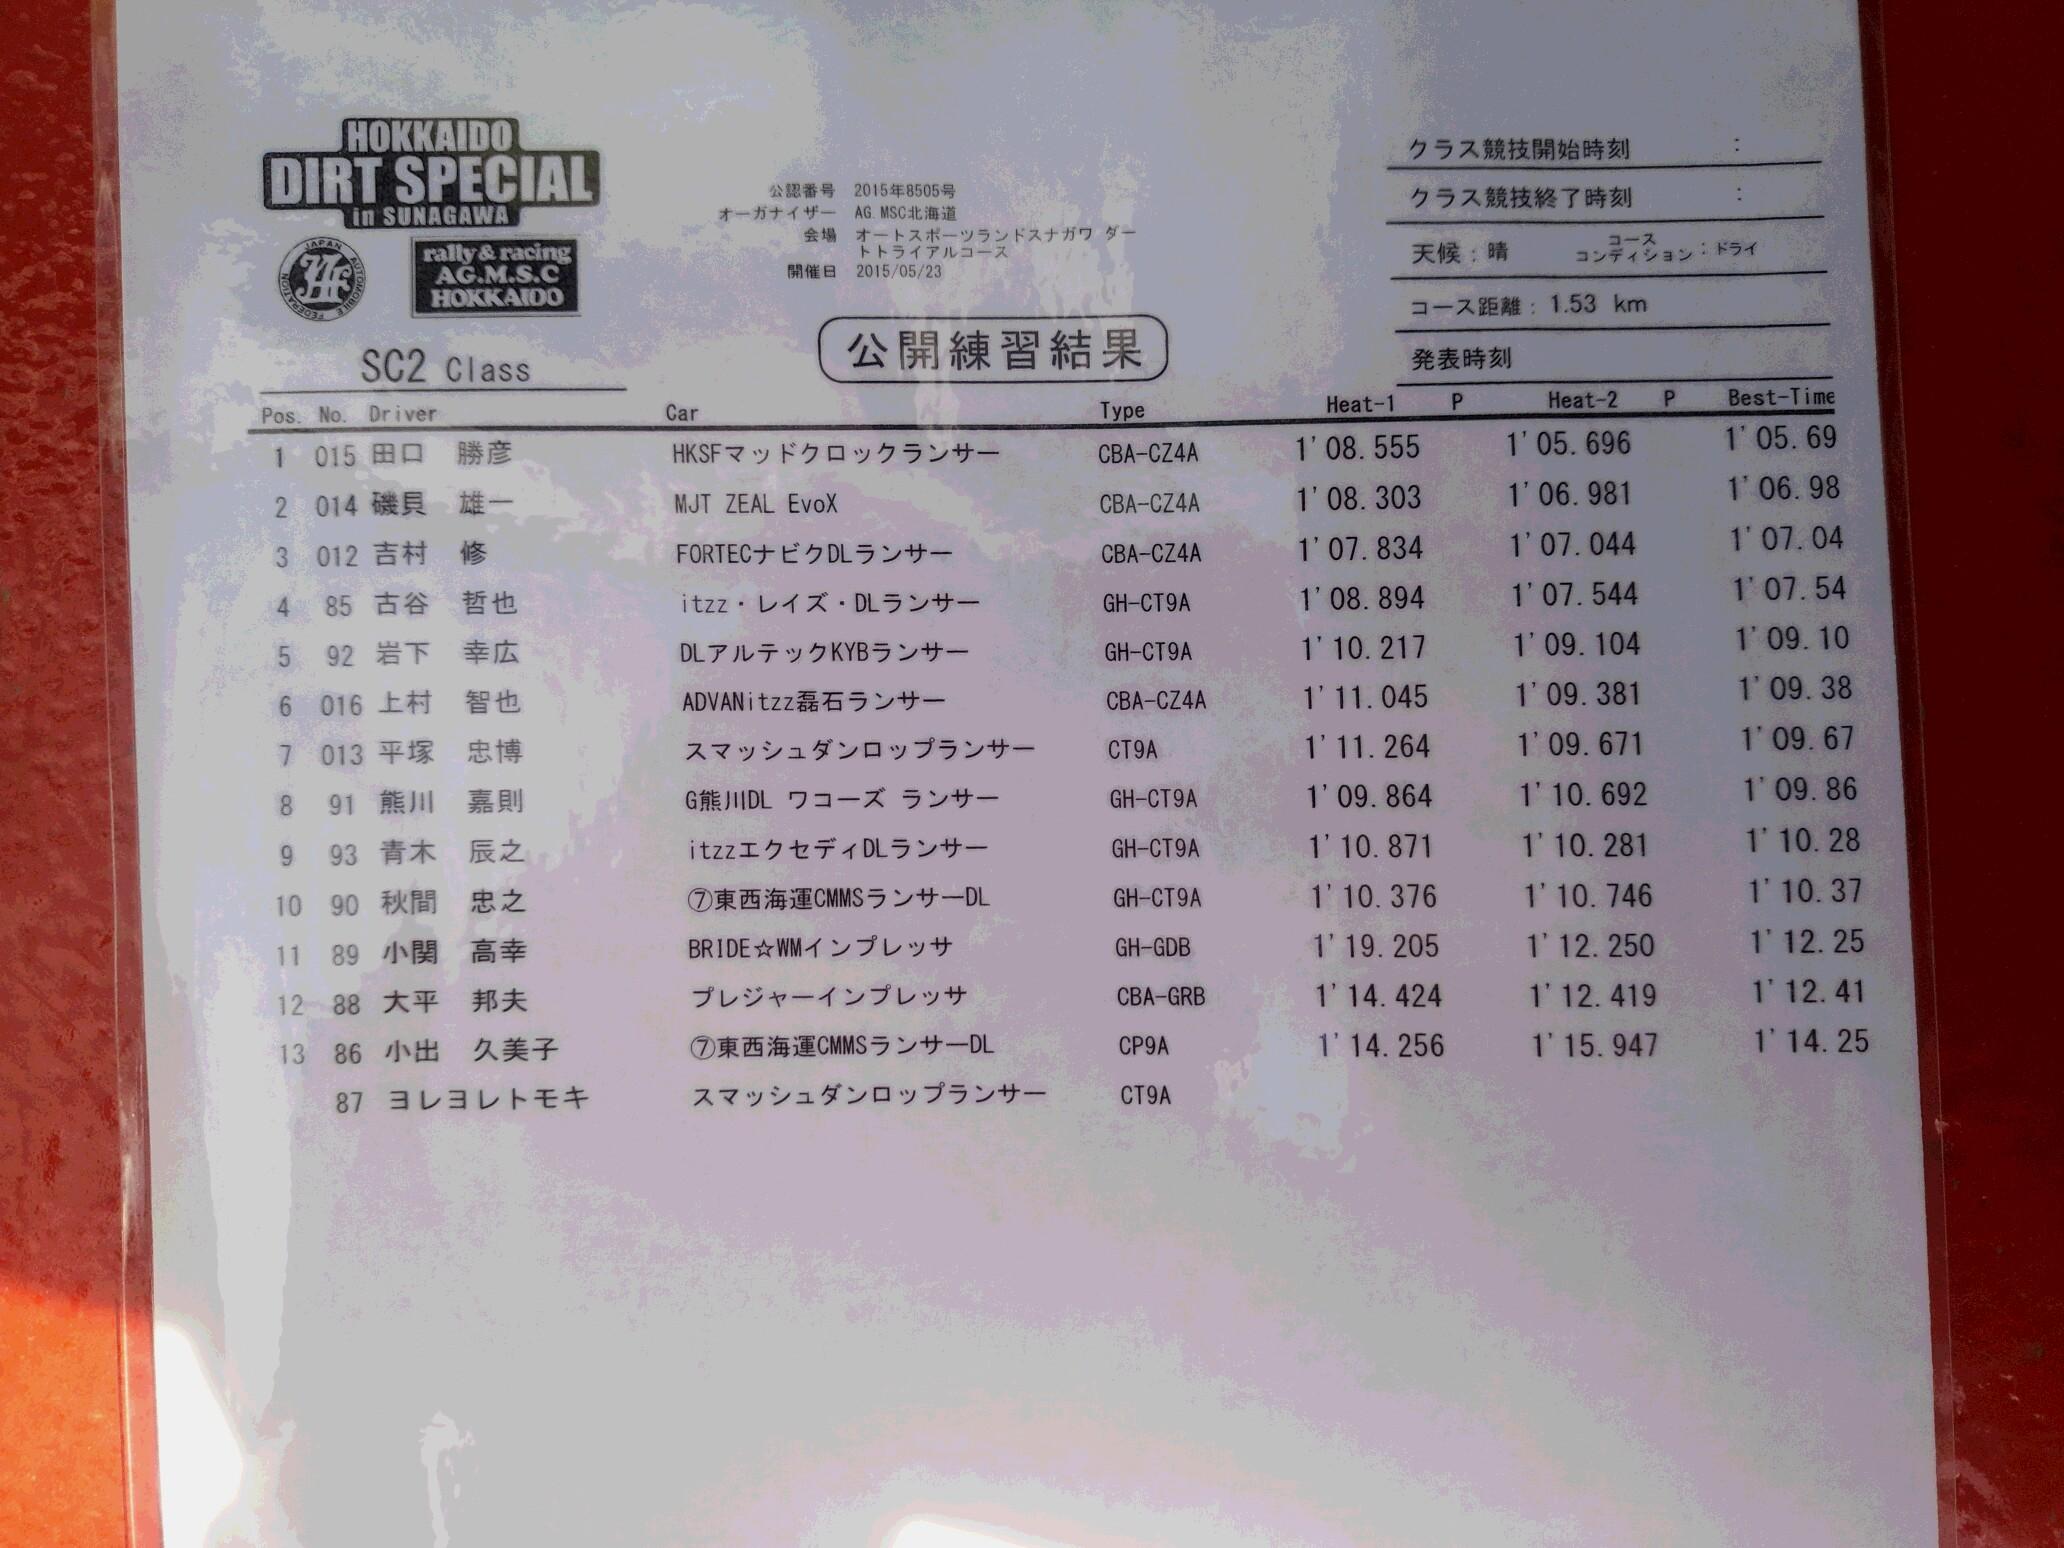 HOKKAIDO
DIRT SPECIAL
in SUNAGAWA
JAPAN AUTOMOBILE FEDERATION
rally & racing
AG.M.S.C
HOKKAIDO
公認番号 2015年8505号
オーガナイザー AG.MSC北海道
会場 オートスポーツランドスナガワ ダー
トトライアルコース
開催日 2015/05/23
クラス競技開始時刻 :
クラス競技終了時刻 :
天候:晴 コースコンディション:ドライ
コース距離: 1.53 km
発表時刻
公開練習結果
SC2 Class
Pos. No. Driver Car Type Heat-1 P Heat-2 P Best-Time
1 015 田口 勝彦 HKSFマッドクロックランサー CBA-CZ4A 1'08.555 1'05.696 1'05.69
2 014 磯貝 雄一 MJT ZEAL EvoX CBA-CZ4A 1'08.303 1'06.981 1'06.98
3 012 吉村 修 FORTECナビクDLランサー CBA-CZ4A 1'07.834 1'07.044 1'07.04
4 85 古谷 哲也 itzz・レイズ・DLランサー GH-CT9A 1'08.894 1'07.544 1'07.54
5 92 岩下 幸広 DLアルテックKYBランサー GH-CT9A 1'10.217 1'09.104 1'09.10
6 016 上村 智也 ADVANitzz磊石ランサー CBA-CZ4A 1'11.045 1'09.381 1'09.38
7 013 平塚 忠博 スマッシュダンロップランサー CT9A 1'11.264 1'09.671 1'09.67
8 91 熊川 嘉則 G熊川DL ワコーズ ランサー GH-CT9A 1'09.864 1'10.692 1'09.86
9 93 青木 辰之 itzzエクセディDLランサー GH-CT9A 1'10.871 1'10.281 1'10.28
10 90 秋間 忠之 ⑦東西海運CMMSランサーDL GH-CT9A 1'10.376 1'10.746 1'10.37
11 89 小関 高幸 BRIDE☆WMインプレッサ GH-GDB 1'19.205 1'12.250 1'12.25
12 88 大平 邦夫 プレジャーインプレッサ CBA-GRB 1'14.424 1'12.419 1'12.41
13 86 小出 久美子 ⑦東西海運CMMSランサーDL CP9A 1'14.256 1'15.947 1'14.25
87 ヨレヨレトモキ スマッシュダンロップランサー CT9A